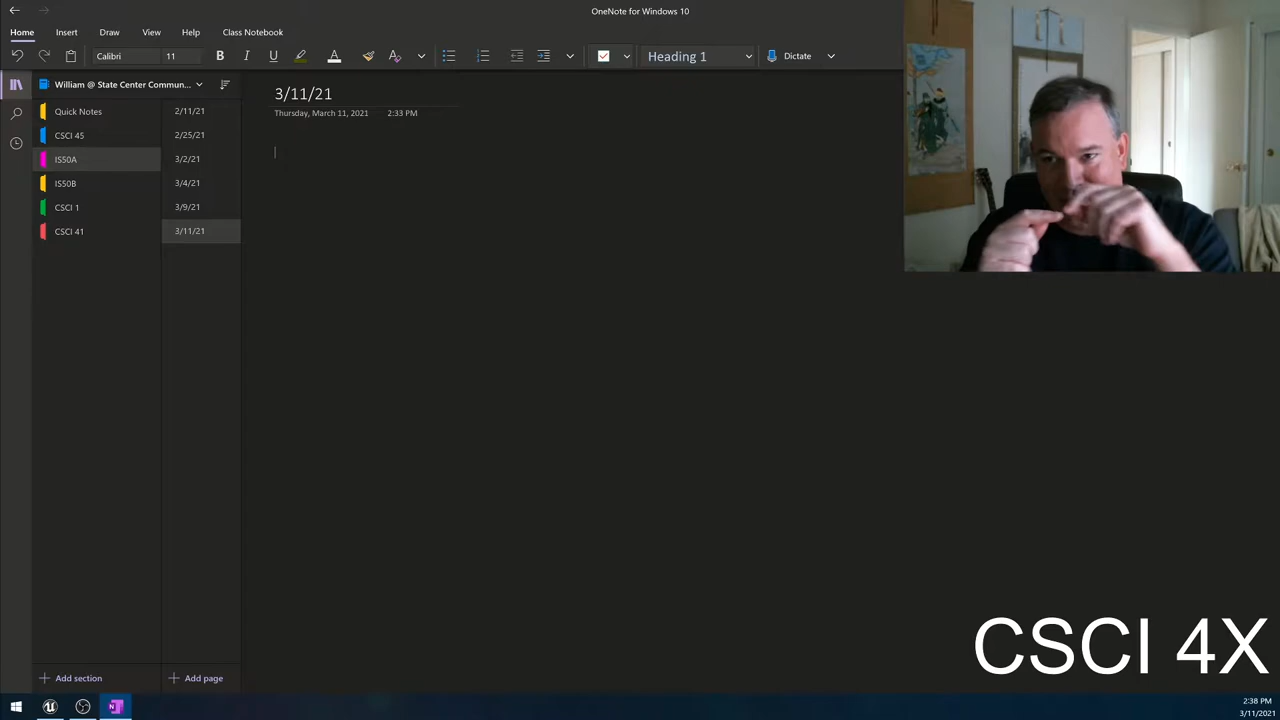 OneNote for Windows 10
Home Insert Draw View Help Class Notebook
Calibri 11 B I U A Heading 1 Dictate
William @ State Center Commun...
Quick Notes 2/11/21
CSCI 45 2/25/21
IS50A 3/2/21
IS50B 3/4/21
CSCI 1 3/9/21
CSCI 41 3/11/21
3/11/21
Thursday, March 11, 2021 2:33 PM
CSCI 4X
Add section Add page
2:38 PM
3/11/2021